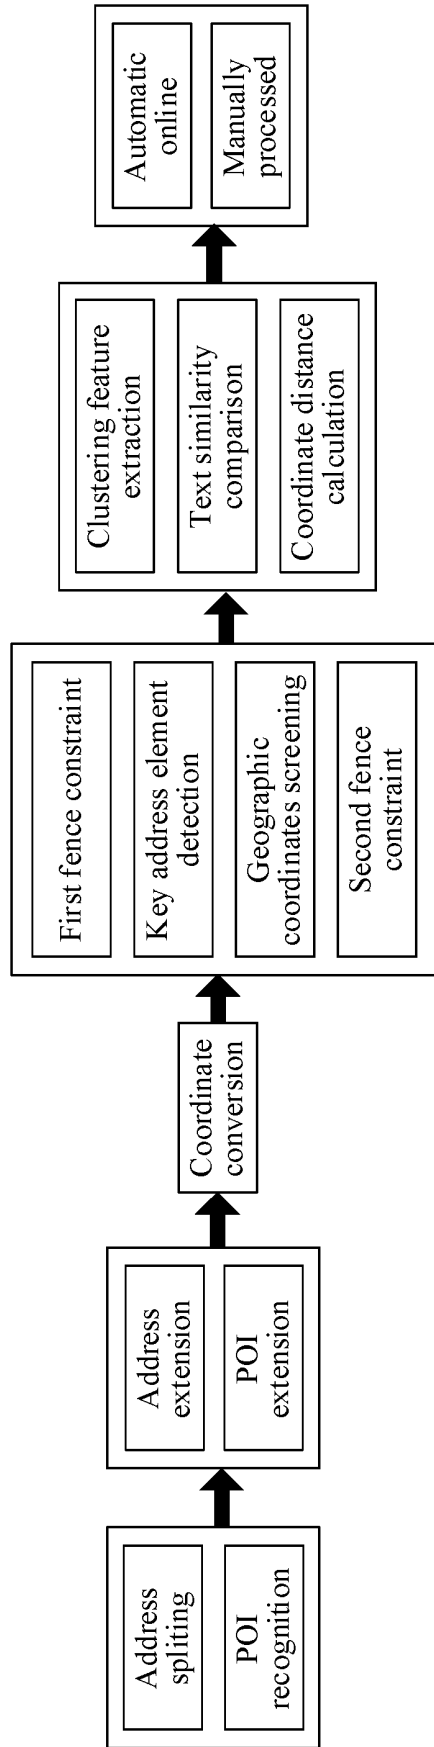 Address
spliting
POI
recognition
Address
extension
POI
extension
Coordinate
conversion
First fence constraint
Key address element
detection
Geographic
coordinates screening
Second fence
constraint
Clustering feature
extraction
Text similarity
comparison
Coordinate distance
calculation
Automatic
online
Manually
processed